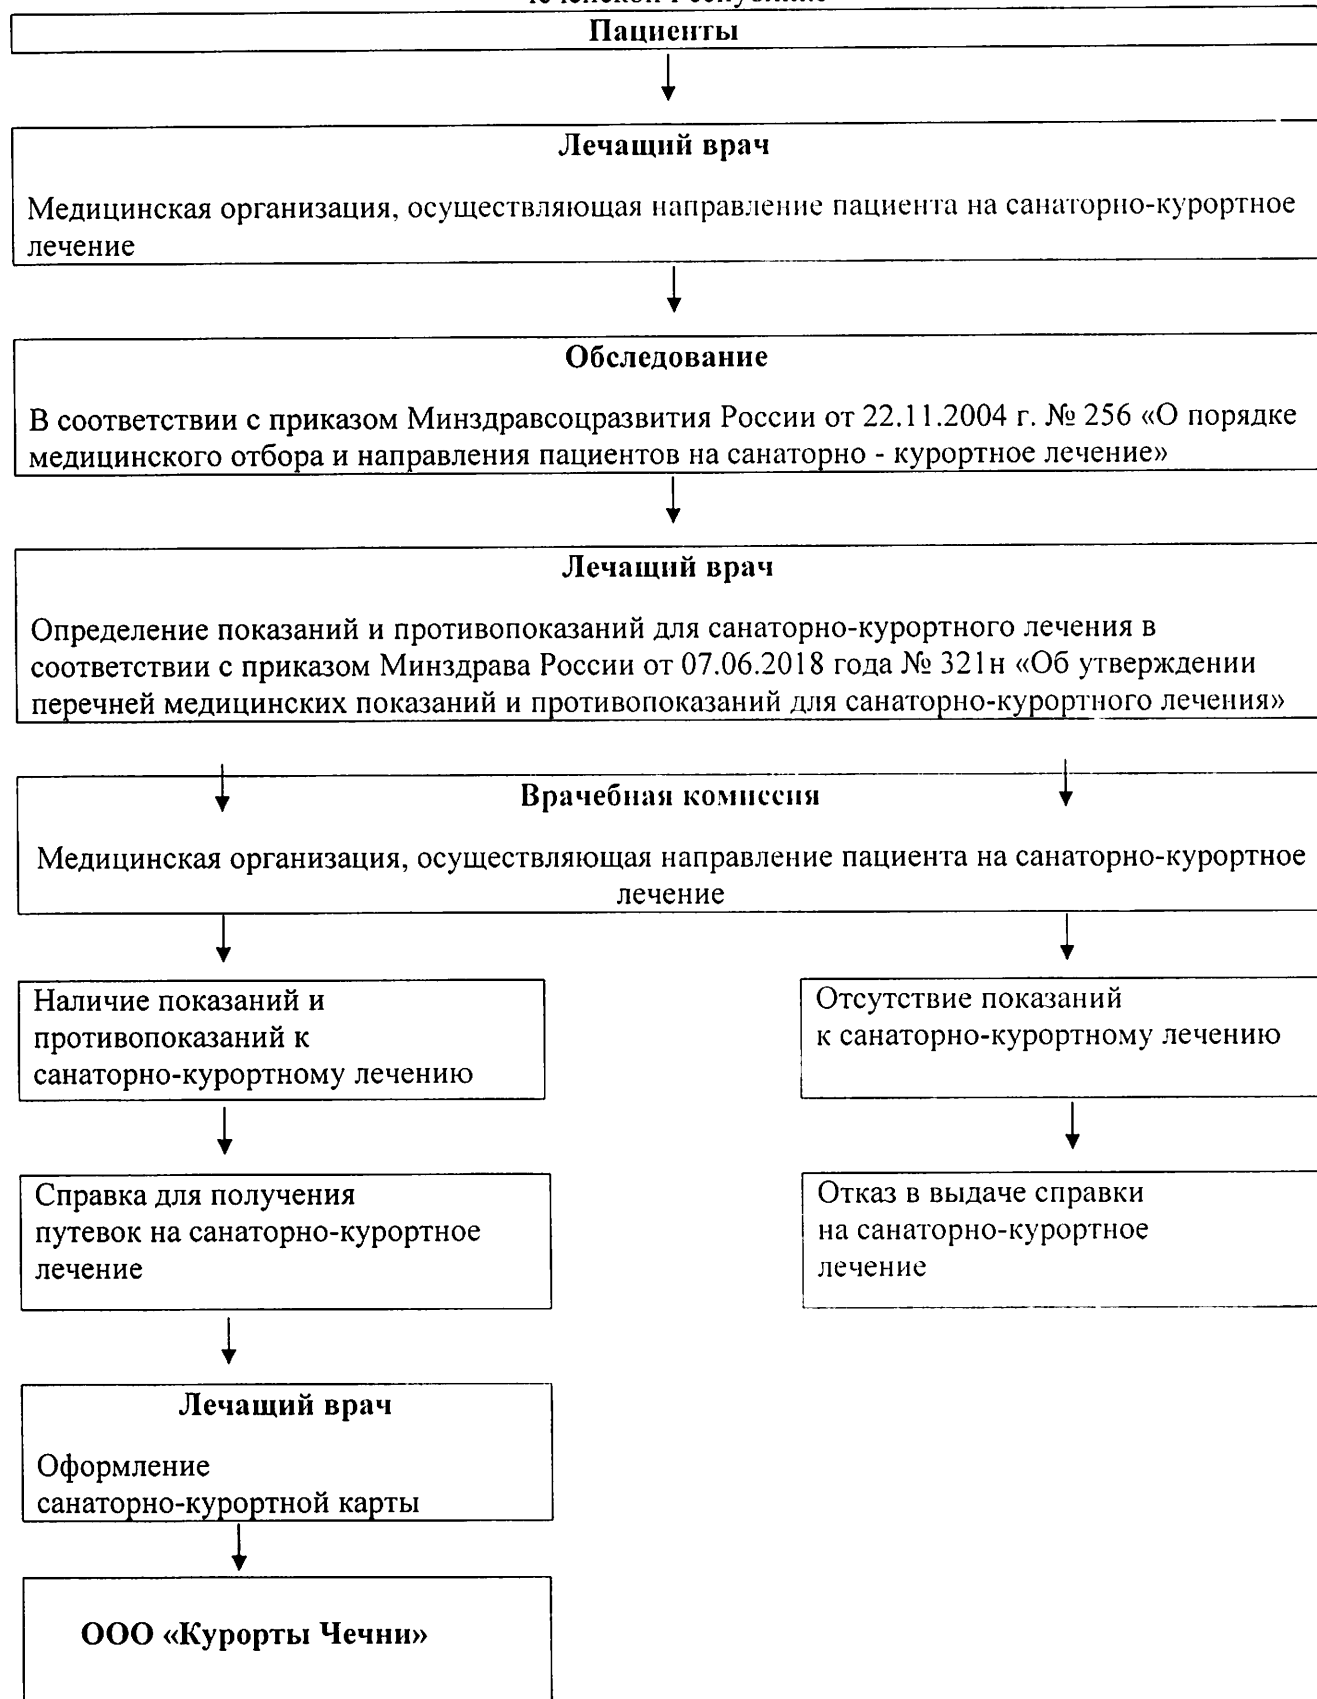 Пациенты
Лечащий врач
Медицинская организация, осуществляющая направление пациента на санаторно-курортное
лечение
Обследование
В соответствии с приказом Минздравсоцразвития России от 22.11.2004 г. № 256 «О порядке
медицинского отбора и направления пациентов на санаторно - курортное лечение»
Лечащий врач
Определение показаний и противопоказаний для санаторно-курортного лечения в
соответствии с приказом Минздрава России от 07.06.2018 года № 321н «Об утверждении
перечней медицинских показаний и противопоказаний для санаторно-курортного лечения»
Врачебная комиссия
Медицинская организация, осуществляющая направление пациента на санаторно-курортное
лечение
Наличие показаний и
противопоказаний к
санаторно-курортному лечению
Отсутствие показаний
к санаторно-курортному лечению
Справка для получения
путевок на санаторно-курортное
лечение
Отказ в выдаче справки
на санаторно-курортное
лечение
Лечащий врач
Оформление
санаторно-курортной карты
ООО «Курорты Чечни»